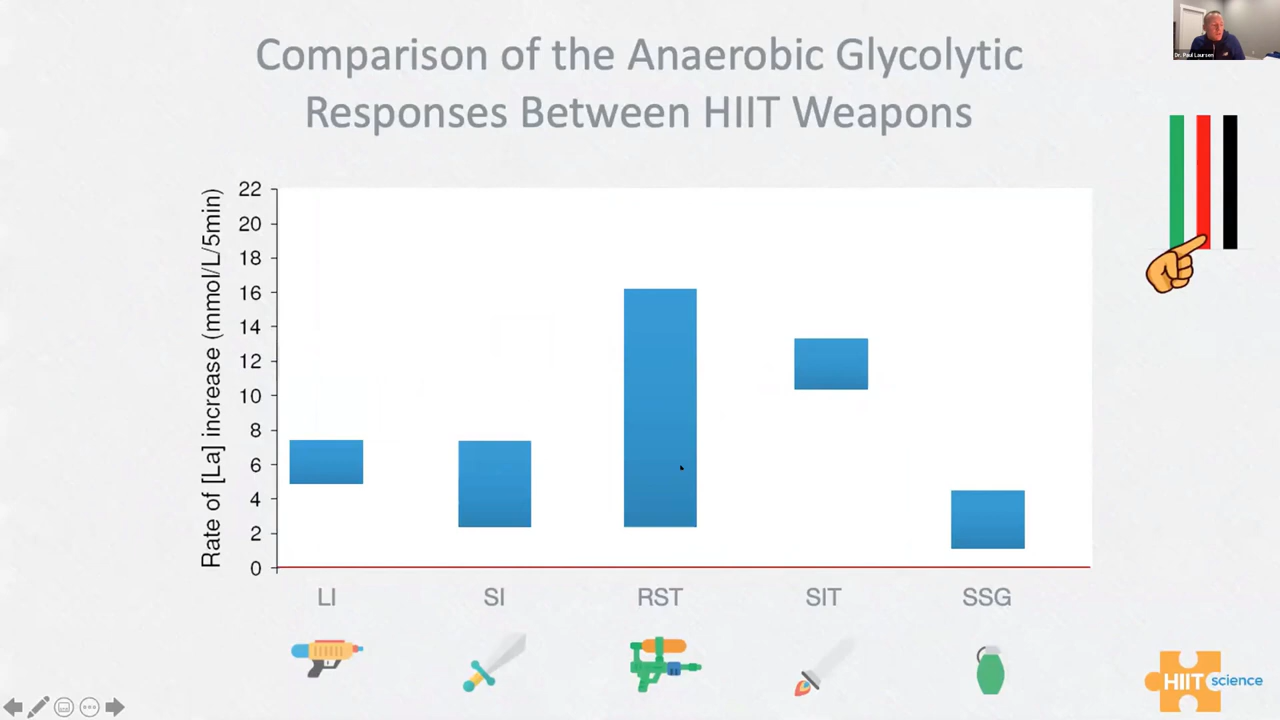 Comparison of the Anaerobic Glycolytic
Responses Between HIIT Weapons
Dr. Paul Laursen
Rate of [La] increase (mmol/L/5min)
22
20
18
16
14
12
10
8
6
4
2
0
LI SI RST SIT SSG
HIIT science